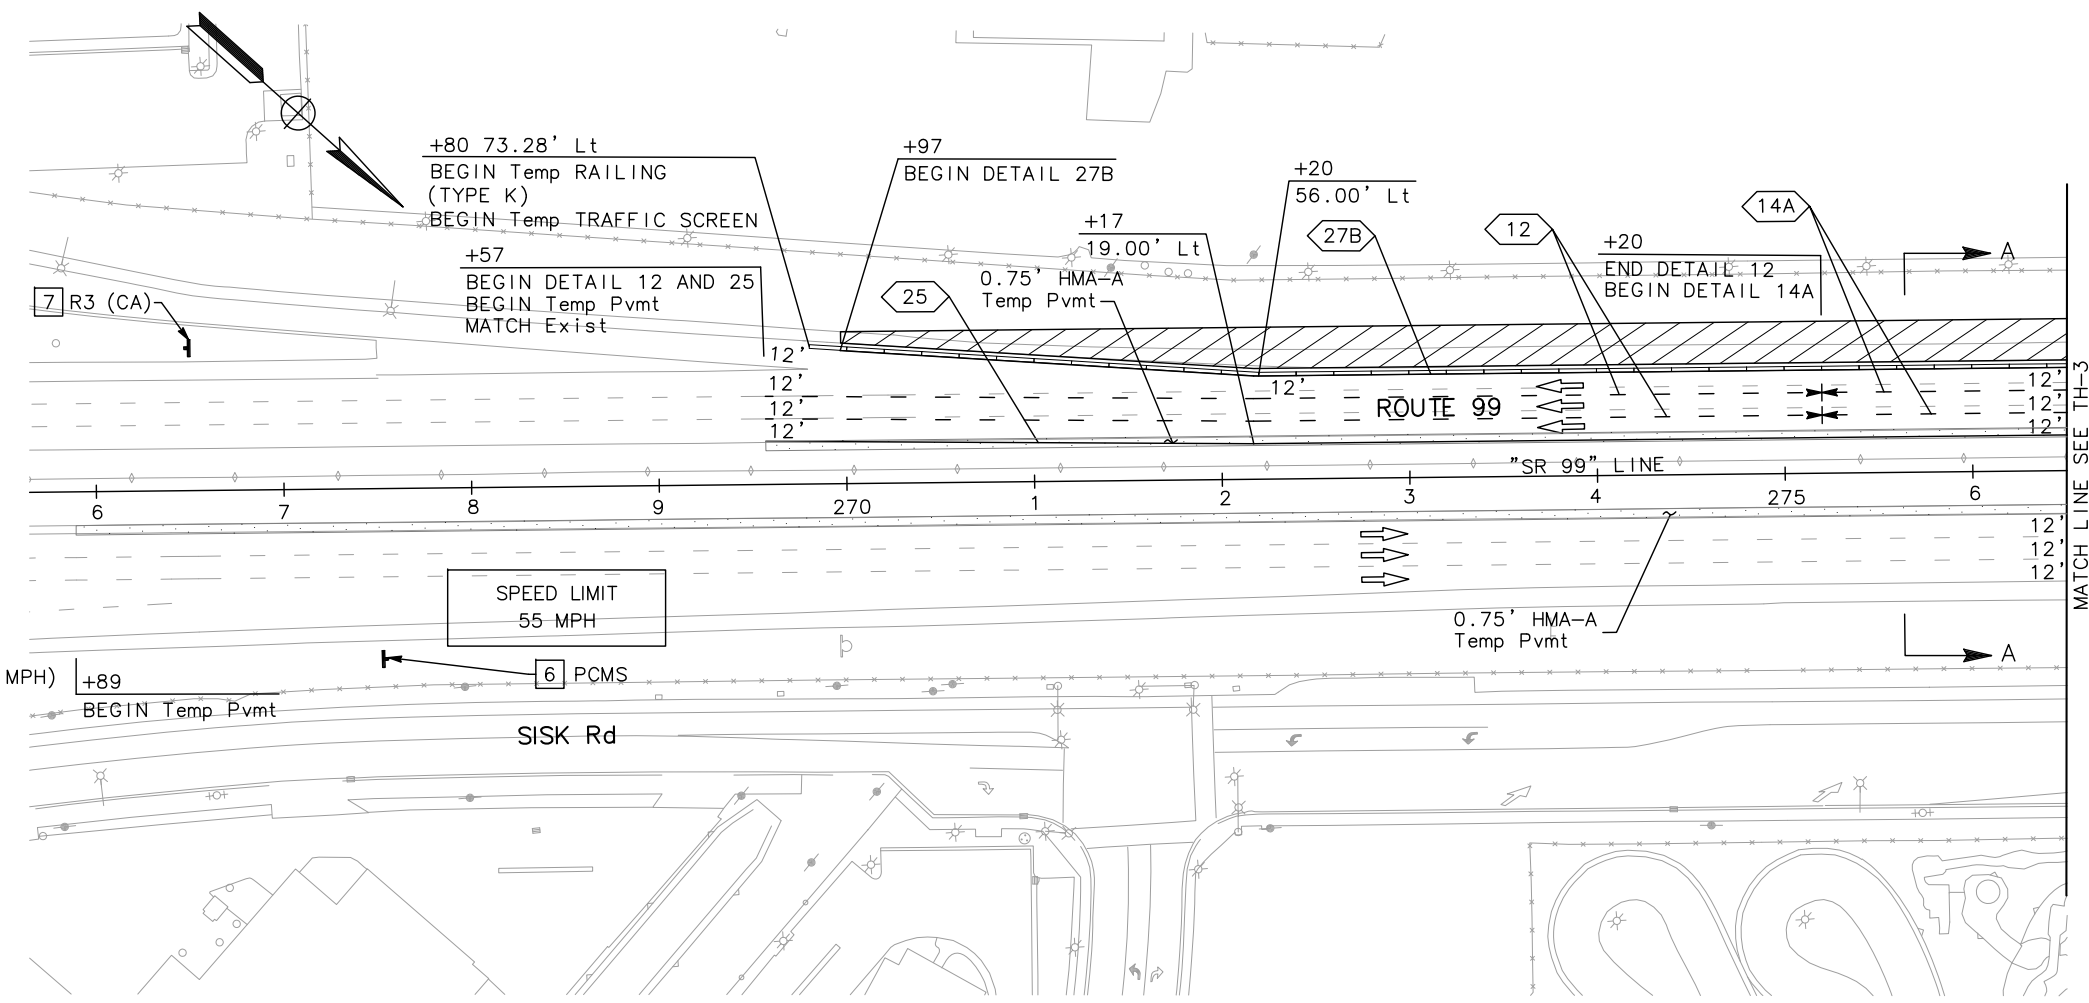 +80 73.28' Lt
BEGIN Temp RAILING
(TYPE K)
BEGIN Temp TRAFFIC SCREEN
+97
BEGIN DETAIL 27B
+20
56.00' Lt
+17
19.00' Lt
27B
12
14A
+57
BEGIN DETAIL 12 AND 25
BEGIN Temp Pvmt
MATCH Exist
0.75' HMA-A
Temp Pvmt
25
+20
END DETAIL 12
BEGIN DETAIL 14A
A
7 R3 (CA)
12'
12'
12'
12'
12'
ROUTE 99
12'
12'
12'
"SR 99" LINE
6 7 8 9 270 1 2 3 4 275 6
12'
12'
12'
MATCH LINE SEE TH-3
SPEED LIMIT
55 MPH
0.75' HMA-A
Temp Pvmt
A
MPH)
+89
BEGIN Temp Pvmt
6 PCMS
SISK Rd